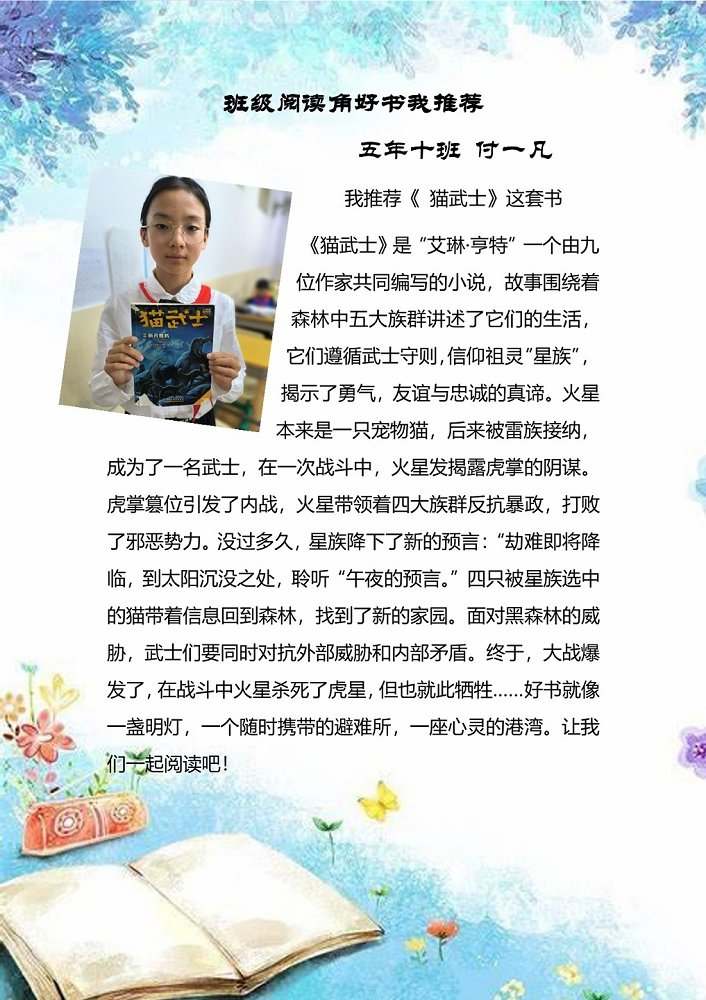 班级阅读角好书我推荐
五年十班 付一凡
我推荐《 猫武士》这套书
《猫武士》是“艾琳·亨特”一个由九
位作家共同编写的小说，故事围绕着
森林中五大族群讲述了它们的生活，
它们遵循武士守则，信仰祖灵”星族”，
揭示了勇气，友谊与忠诚的真谛。火星
本来是一只宠物猫，后来被雷族接纳，
成为了一名武士，在一次战斗中，火星发揭露虎掌的阴谋。
虎掌篡位引发了内战，火星带领着四大族群反抗暴政，打败
了邪恶势力。没过多久，星族降下了新的预言：“劫难即将降
临，到太阳沉没之处，聆听“午夜的预言。”四只被星族选中
的猫带着信息回到森林，找到了新的家园。面对黑森林的威
胁，武士们要同时对抗外部威胁和内部矛盾。终于，大战爆
发了，在战斗中火星杀死了虎星，但也就此牺牲……好书就像
一盏明灯，一个随时携带的避难所，一座心灵的港湾。让我
们一起阅读吧！
猫武士